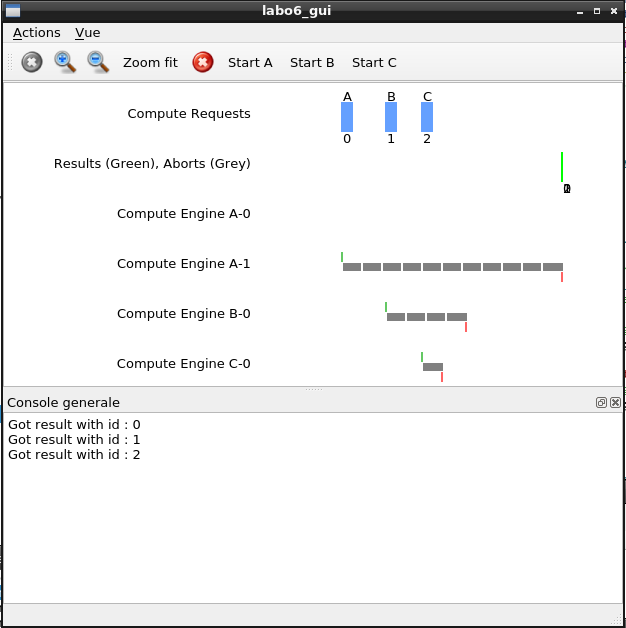 labo6_gui
Actions Vue
Zoom fit Start A Start B Start C
A B C
Compute Requests
0 1 2
Results (Green), Aborts (Grey)
Compute Engine A-0
Compute Engine A-1
Compute Engine B-0
Compute Engine C-0
Console generale
Got result with id : 0
Got result with id : 1
Got result with id : 2